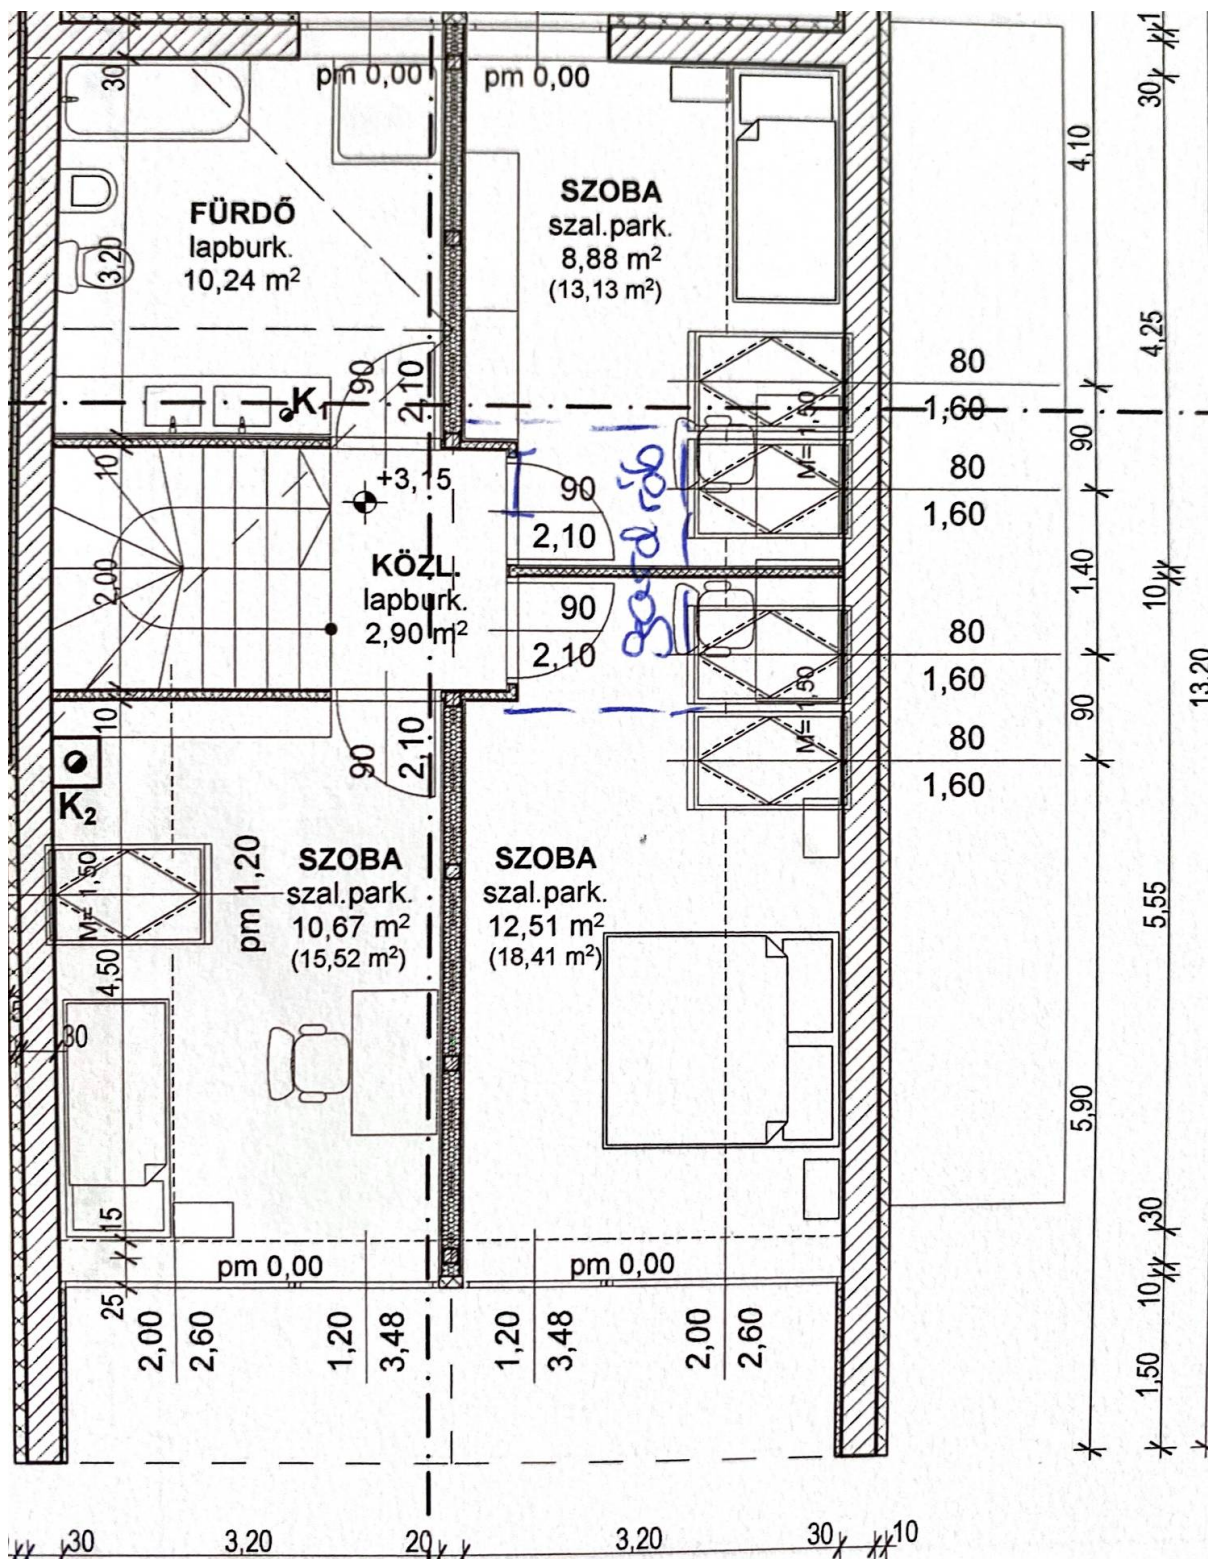 30
pm 0,00
pm 0,00
30
4,10
FÜRDŐ
lapburk.
10,24 m²
SZOBA
szal.park.
8,88 m²
(13,13 m²)
3,20
4,25
90
2,10
K₁
M= 1,50
80
1,60
90
80
1,60
10
+3,15
90
2,10
gard rób
KÖZL.
lapburk.
2,90 m²
2,00
1,40
10
90
2,10
80
1,60
M= 1,50
90
80
1,60
13,20
10
90
2,10
K₂
M= 1,50
pm 1,20
SZOBA
szal.park.
10,67 m²
(15,52 m²)
SZOBA
szal.park.
12,51 m²
(18,41 m²)
5,55
4,50
30
5,90
15
30
pm 0,00
pm 0,00
25
10
2,00
2,60
1,20
3,48
1,20
3,48
2,00
2,60
1,50
30
3,20
20
3,20
30
10